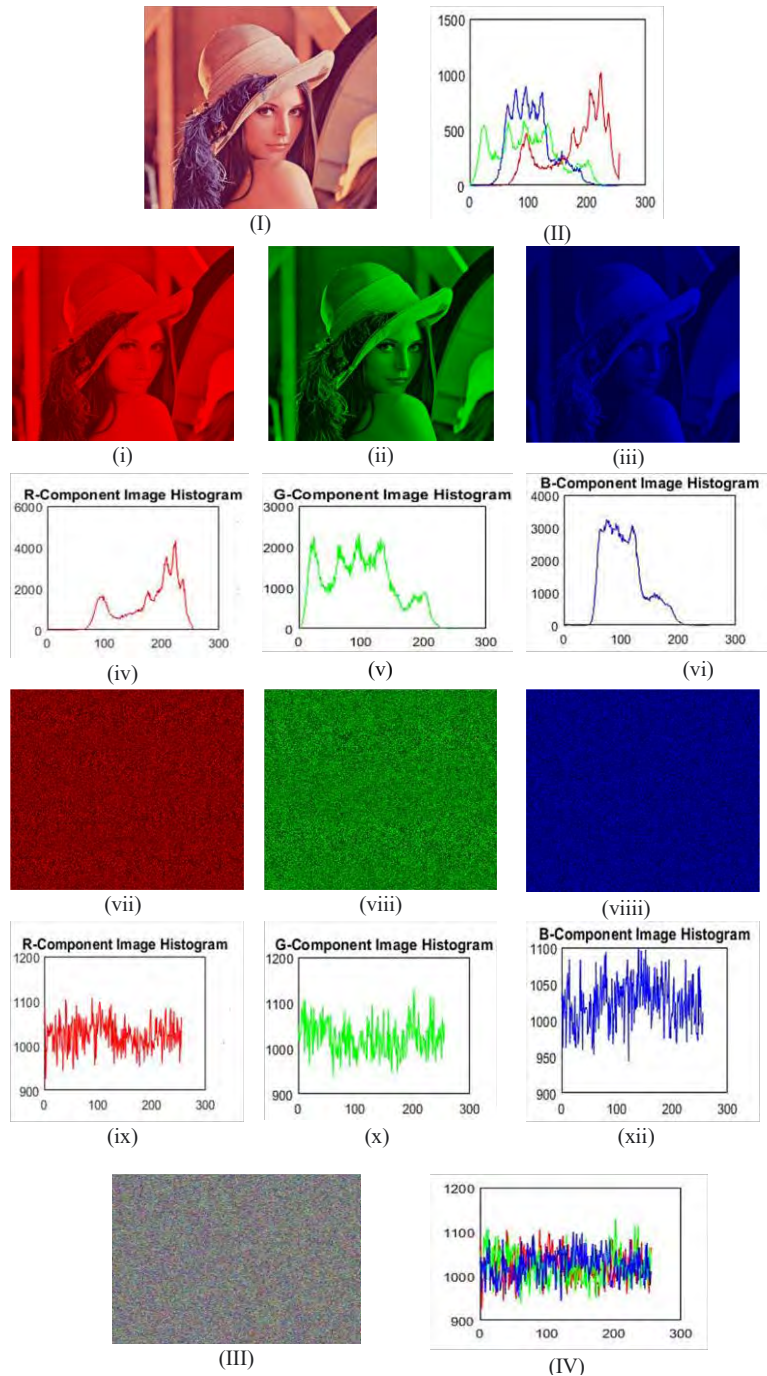 1500
1000
500
0
0 100 200 300
(I)
(II)
(i) (ii) (iii)
R-Component Image Histogram
6000
4000
2000
0
0 100 200 300
(iv)
G-Component Image Histogram
3000
2000
1000
0
0 100 200 300
(v)
B-Component Image Histogram
4000
3000
2000
1000
0
0 100 200 300
(vi)
(vii) (viii) (viiii)
R-Component Image Histogram
1200
1100
1000
900
0 100 200 300
(ix)
G-Component Image Histogram
1200
1100
1000
900
0 100 200 300
(x)
B-Component Image Histogram
1100
1050
1000
950
900
0 100 200 300
(xii)
(III)
1200
1100
1000
900
0 100 200 300
(IV)